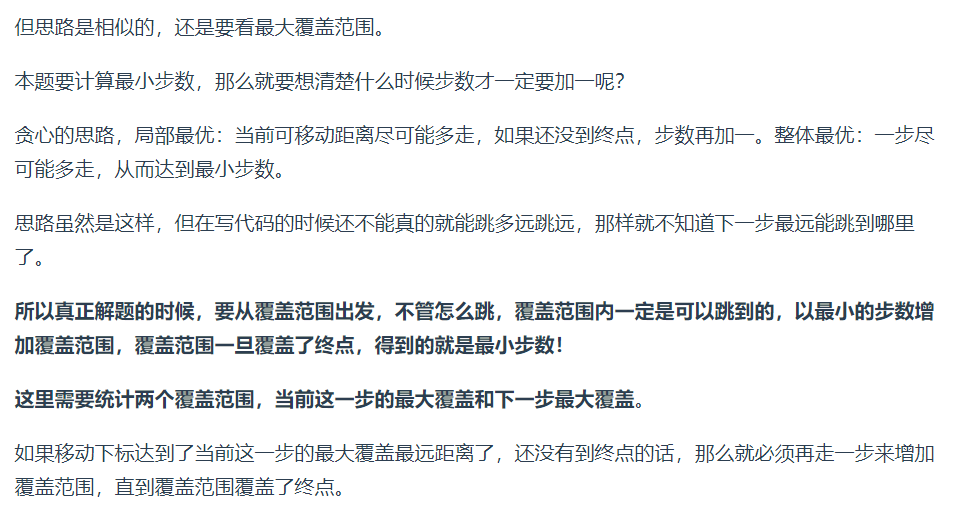 但思路是相似的，还是要看最大覆盖范围。
本题要计算最小步数，那么就要想清楚什么时候步数才一定要加一呢？
贪心的思路，局部最优：当前可移动距离尽可能多走，如果还没到终点，步数再加一。整体最优：一步尽
可能多走，从而达到最小步数。
思路虽然是这样，但在写代码的时候还不能真的就能跳多远跳远，那样就不知道下一步最远能跳到哪里
了。
所以真正解题的时候，要从覆盖范围出发，不管怎么跳，覆盖范围内一定是可以跳到的，以最小的步数增
加覆盖范围，覆盖范围一旦覆盖了终点，得到的就是最小步数！
这里需要统计两个覆盖范围，当前这一步的最大覆盖和下一步最大覆盖。
如果移动下标达到了当前这一步的最大覆盖最远距离了，还没有到终点的话，那么就必须再走一步来增加
覆盖范围，直到覆盖范围覆盖了终点。